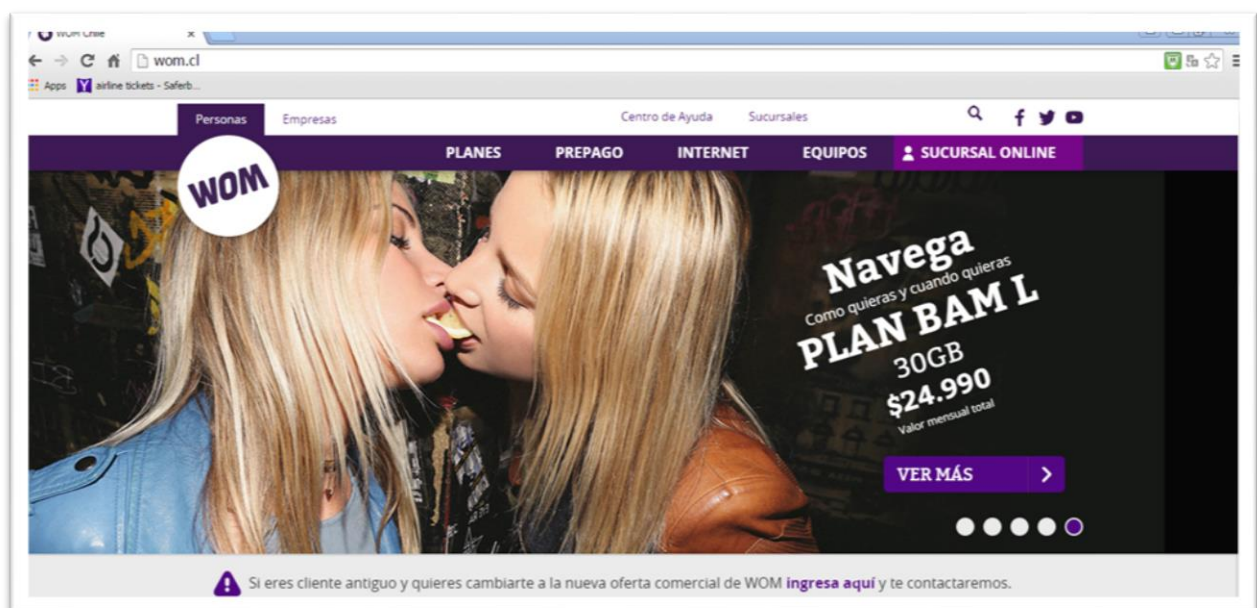 WOM Chile x
wom.cl
Apps airline tickets - Saferb...
Personas Empresas Centro de Ayuda Sucursales
WOM
PLANES PREPAGO INTERNET EQUIPOS SUCURSAL ONLINE
Navega
Como quieras y cuando quieras
PLAN BAM L
30GB
$24.990
Valor mensual total
VER MÁS
Si eres cliente antiguo y quieres cambiarte a la nueva oferta comercial de WOM ingresa aquí y te contactaremos.